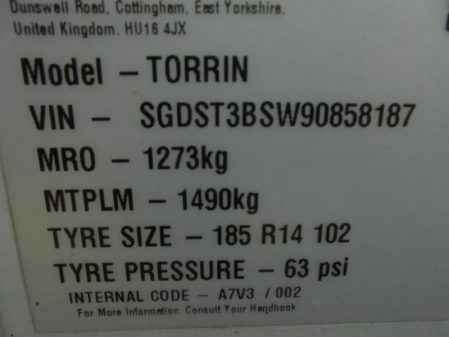 Dunswell Road, Cottingham, East Yorkshire,
United Kingdom. HU16 4JX
Model – TORRIN
VIN – SGDST3BSW90858187
MRO – 1273kg
MTPLM – 1490kg
TYRE SIZE – 185 R14 102
TYRE PRESSURE – 63 psi
INTERNAL CODE – A7V3 / 002
For More Information Consult Your Handbook